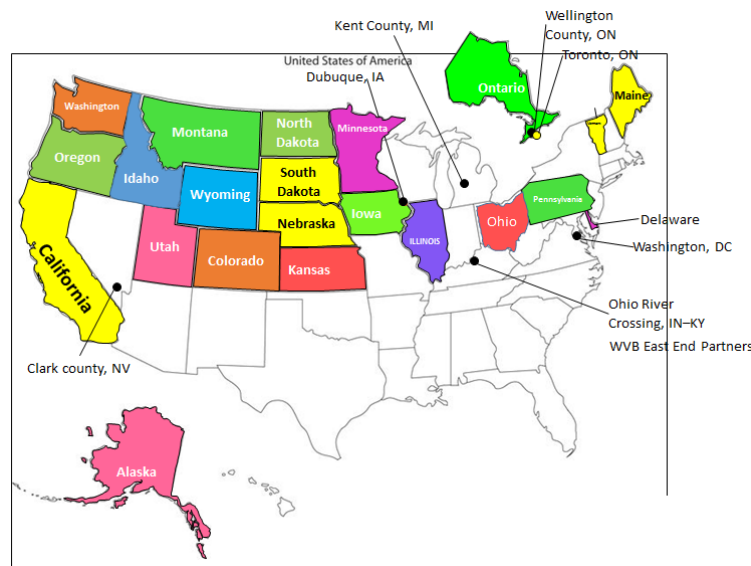 Kent County, MI
Wellington
County, ON
Toronto, ON
United States of America
Dubuque, IA
Ontario
Maine
Washington
Montana
North
Dakota
Minnesota
Oregon
Idaho
South
Dakota
Wyoming
Pennsylvania
Nebraska
Iowa
Ohio
Delaware
Utah
ILLINOIS
Washington, DC
California
Colorado
Kansas
Ohio River
Crossing, IN–KY
WVB East End Partners
Clark county, NV
Alaska